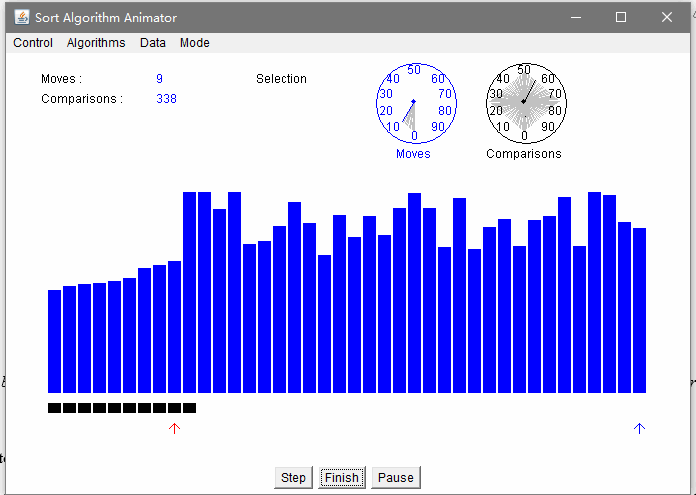 Sort Algorithm Animator
Control Algorithms Data Mode
Moves : 9 Selection
Comparisons : 338
50
40 60
30 70
20 80
10 90
0
Moves
50
40 60
30 70
20 80
10 90
0
Comparisons
Step Finish Pause